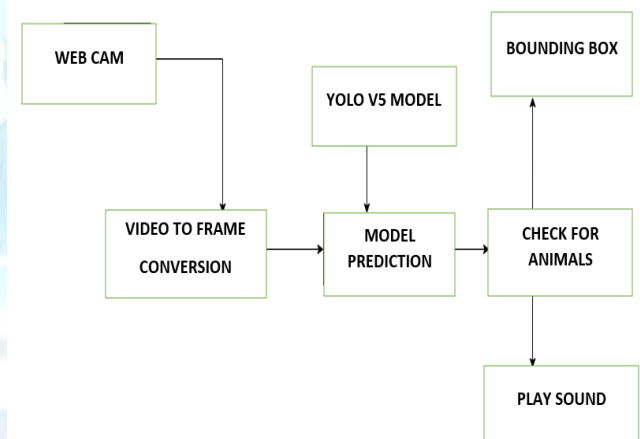 WEB CAM
YOLO V5 MODEL
BOUNDING BOX
VIDEO TO FRAME
CONVERSION
MODEL
PREDICTION
CHECK FOR
ANIMALS
PLAY SOUND